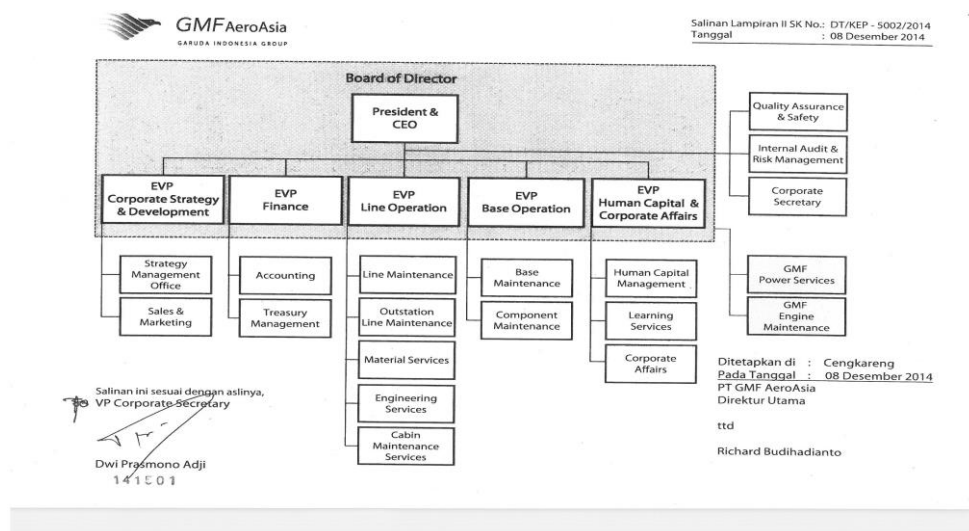 GMF AeroAsia
GARUDA INDONESIA GROUP
Salinan Lampiran II SK No.: DT/KEP - 5002/2014
Tanggal : 08 Desember 2014
Board of Director
President &
CEO
Quality Assurance
& Safety
Internal Audit &
Risk Management
Corporate
Secretary
EVP
Corporate Strategy
& Development
EVP
Finance
EVP
Line Operation
EVP
Base Operation
EVP
Human Capital &
Corporate Affairs
Strategy
Management
Office
Sales &
Marketing
Accounting
Treasury
Management
Line Maintenance
Outstation
Line Maintenance
Material Services
Engineering
Services
Cabin
Maintenance
Services
Base
Maintenance
Component
Maintenance
Human Capital
Management
Learning
Services
Corporate
Affairs
GMF
Power Services
GMF
Engine
Maintenance
Ditetapkan di : Cengkareng
Pada Tanggal : 08 Desember 2014
PT GMF AeroAsia
Direktur Utama
ttd
Richard Budihadianto
Salinan ini sesuai dengan aslinya,
VP Corporate Secretary
Dwi Prasmono Adji